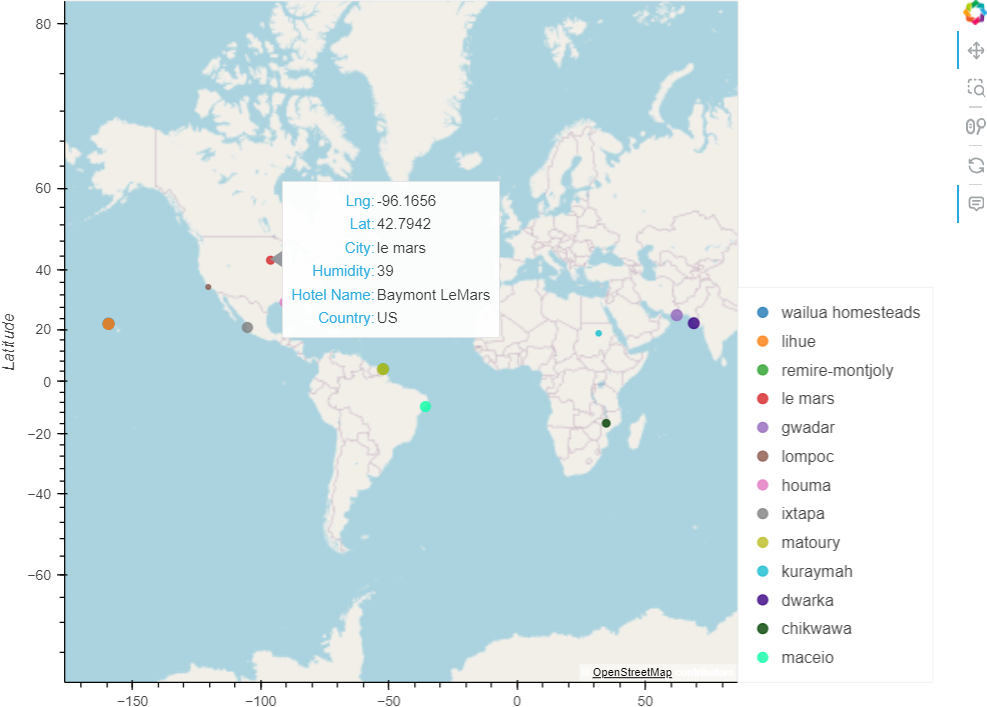 80
60
40
20
0
−20
−40
−60
Latitude
−150
−100
−50
0
50
Lng: -96.1656
Lat: 42.7942
City: le mars
Humidity: 39
Hotel Name: Baymont LeMars
Country: US
wailua homesteads
lihue
remire-montjoly
le mars
gwadar
lompoc
houma
ixtapa
matoury
kuraymah
dwarka
chikwawa
maceio
OpenStreetMap